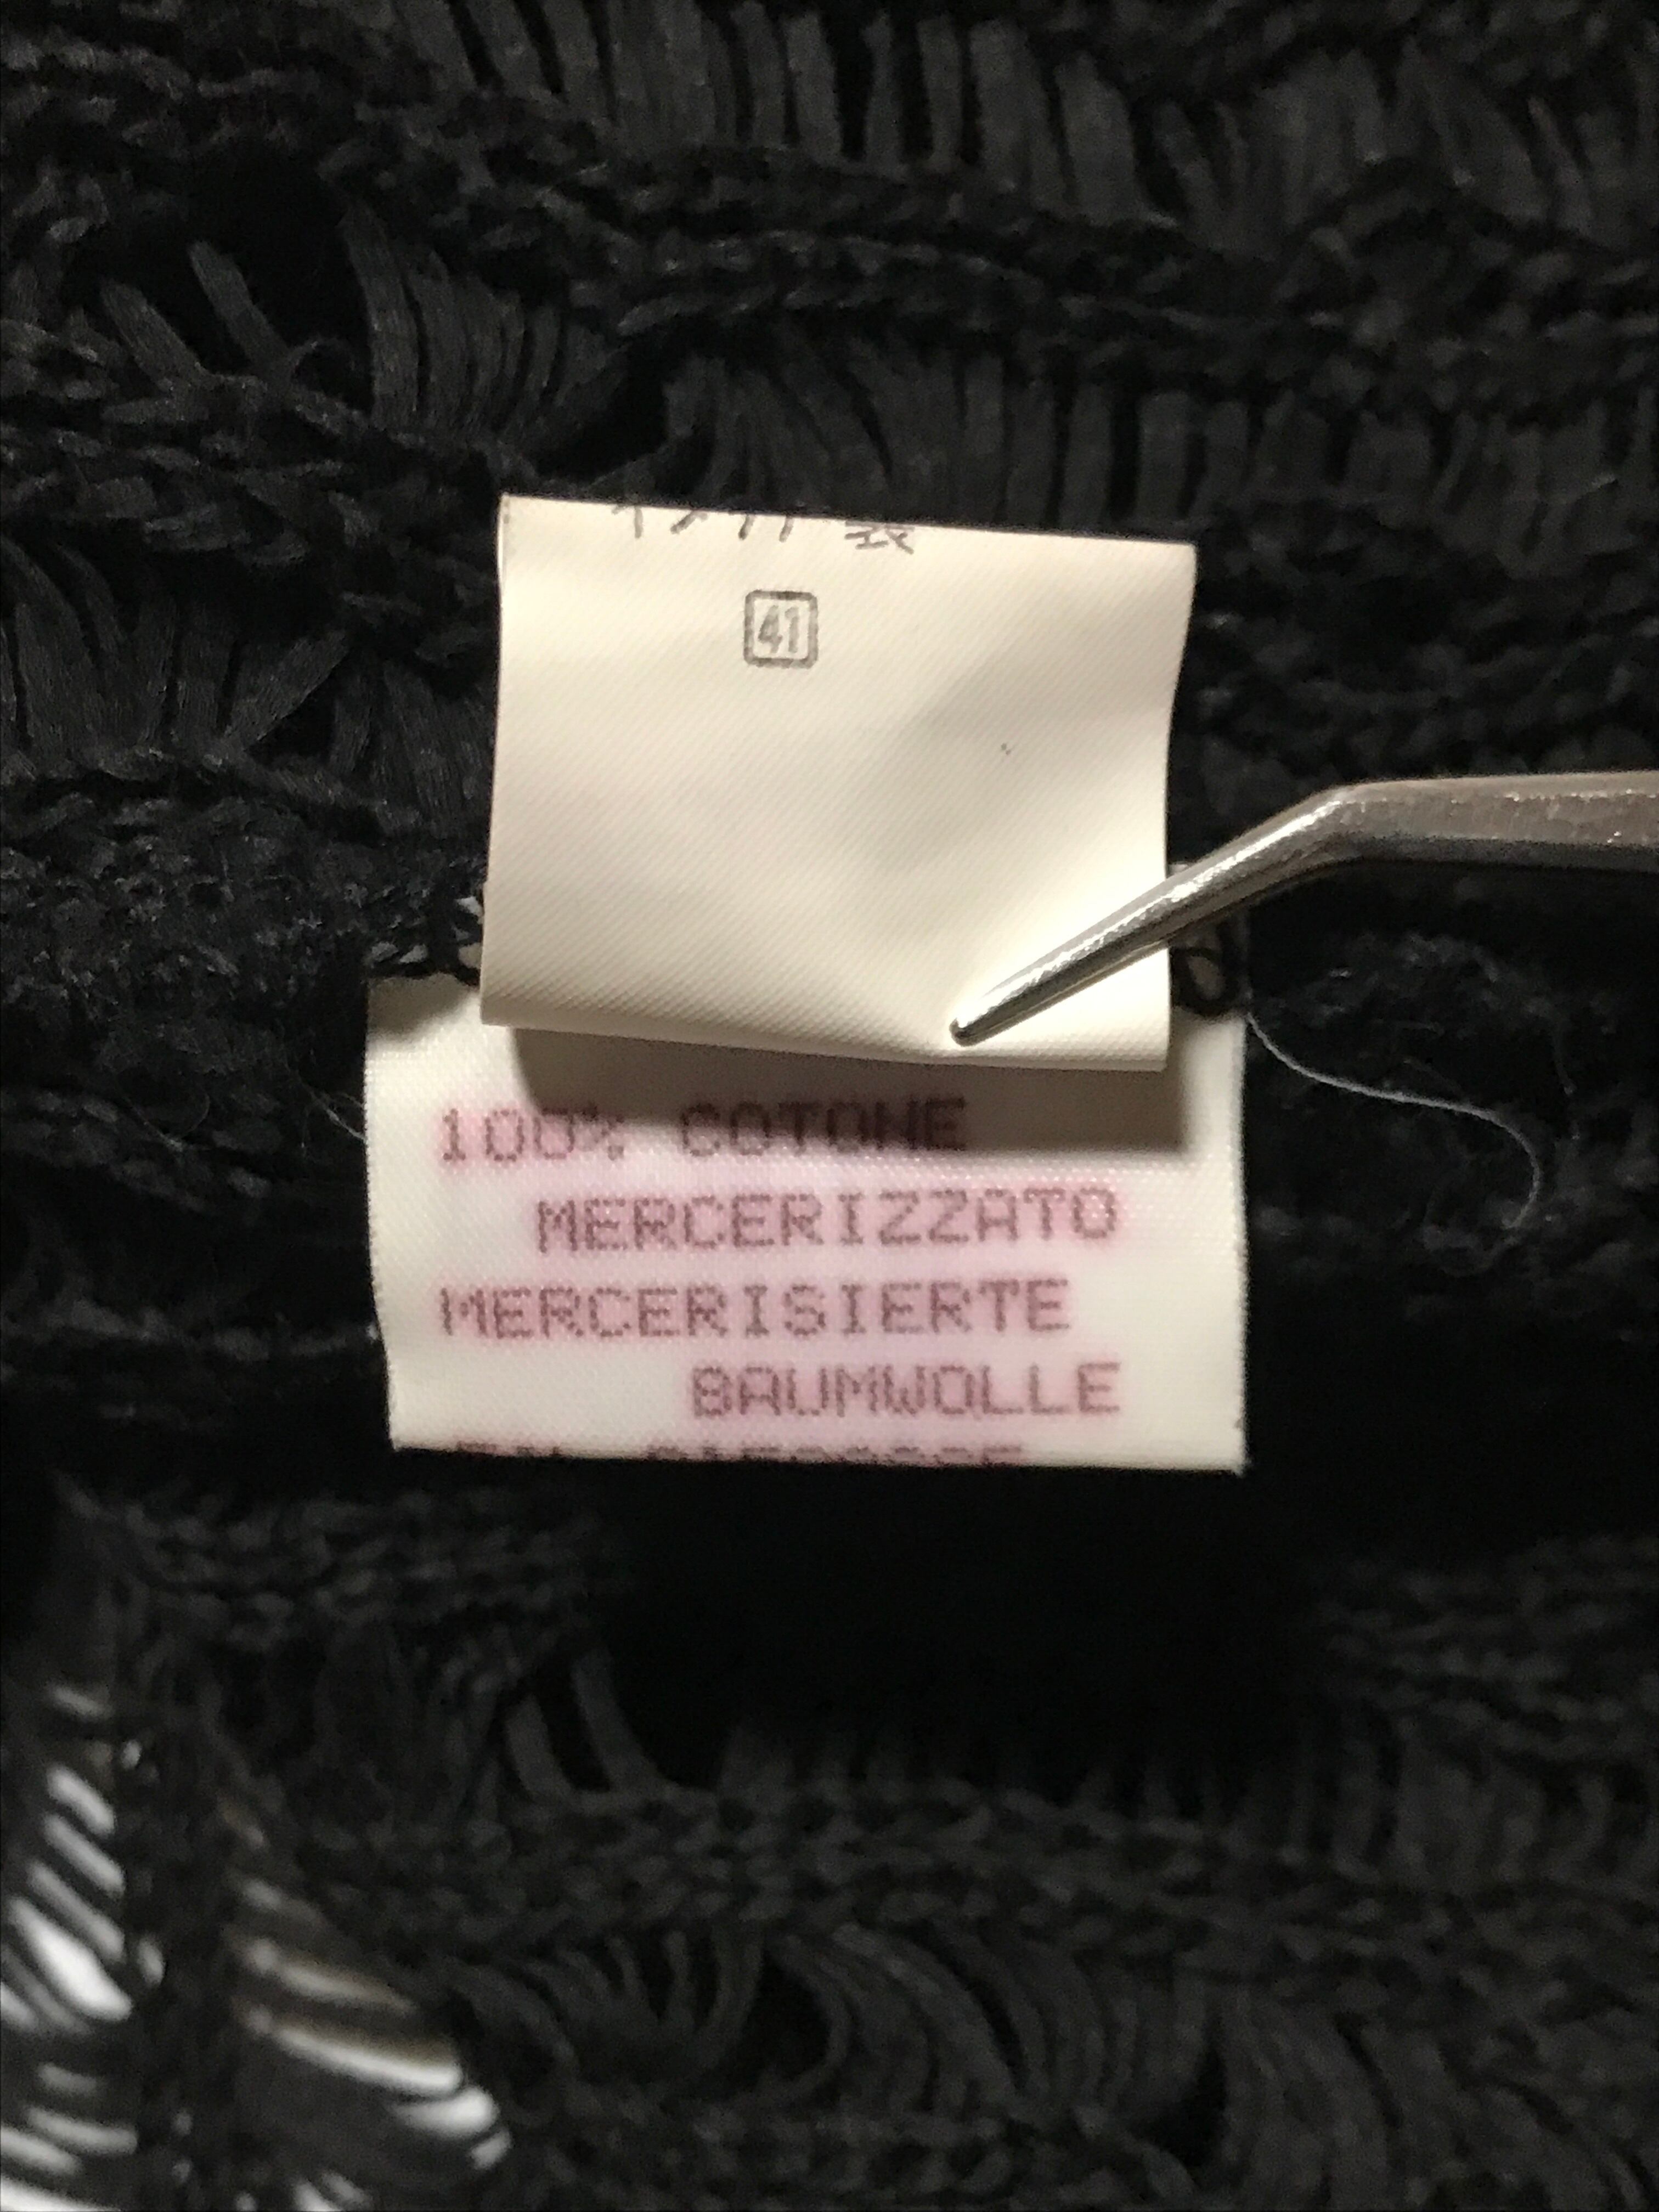 41
100% COTONE
MERCERIZZATO
MERCERISIERTE
BAUMWOLLE